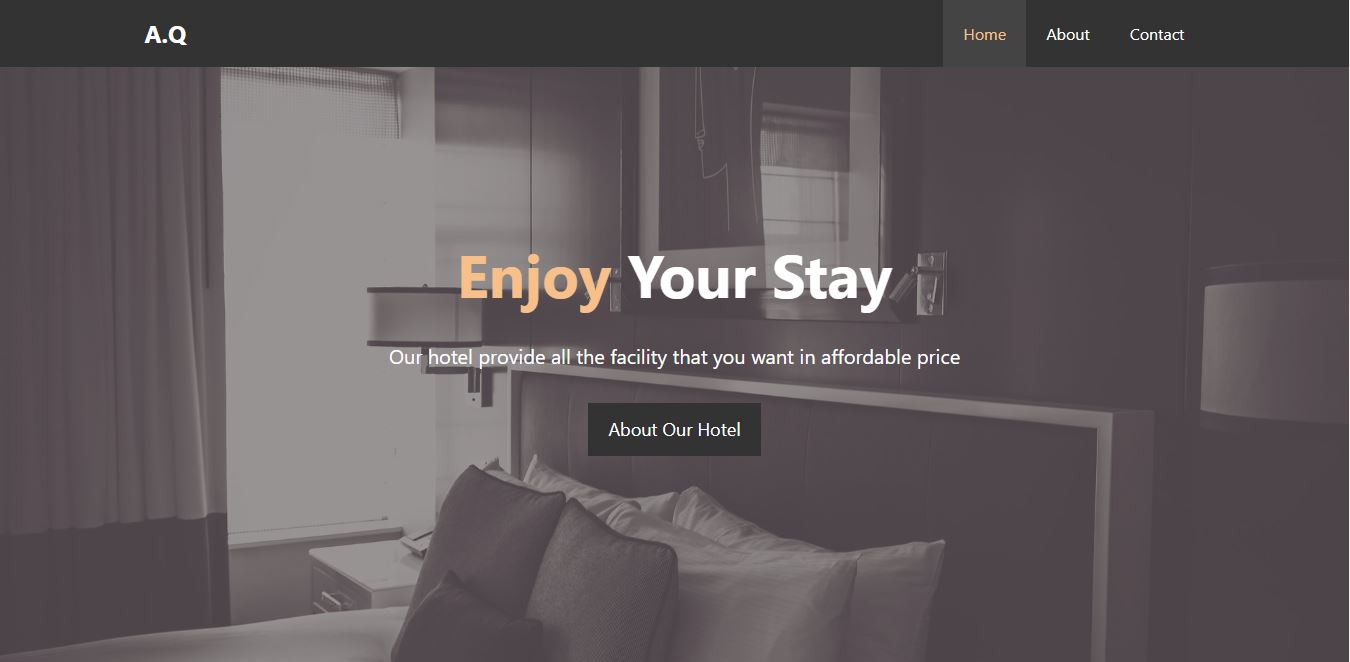 A.Q
Home About Contact
Enjoy Your Stay
Our hotel provide all the facility that you want in affordable price
About Our Hotel